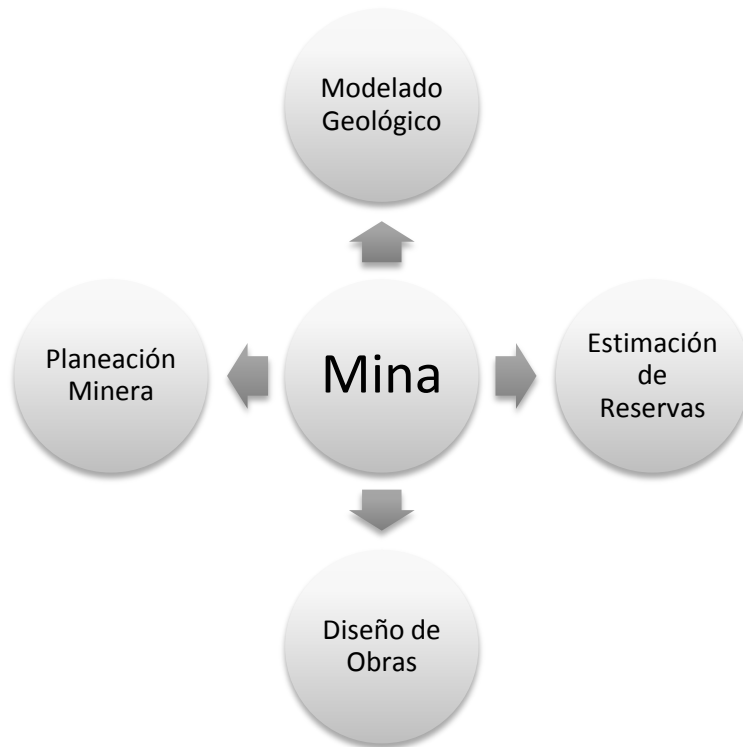 Modelado
Geológico
Planeación
Minera
Mina
Estimación
de
Reservas
Diseño de
Obras